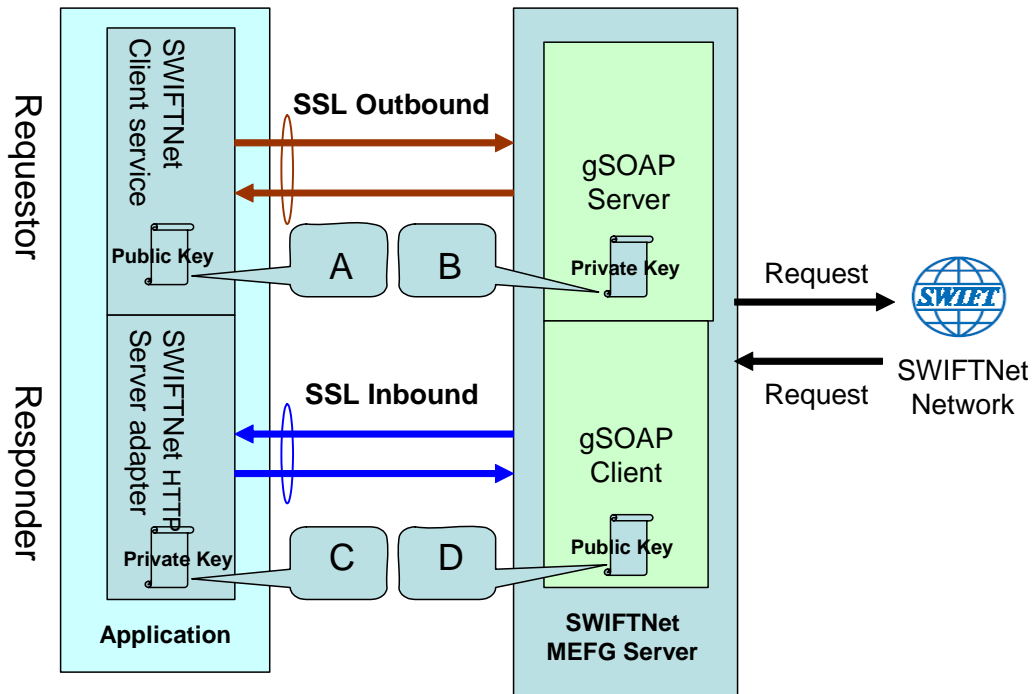 Requestor
SWIFTNet
Client service
Public Key
SSL Outbound
A
B
gSOAP
Server
Private Key
Request
SWIFT
Request
SWIFTNet
Network
Responder
SWIFTNet HTTP
Server adapter
Private Key
SSL Inbound
C
D
gSOAP
Client
Public Key
Application
SWIFTNet
MEFG Server